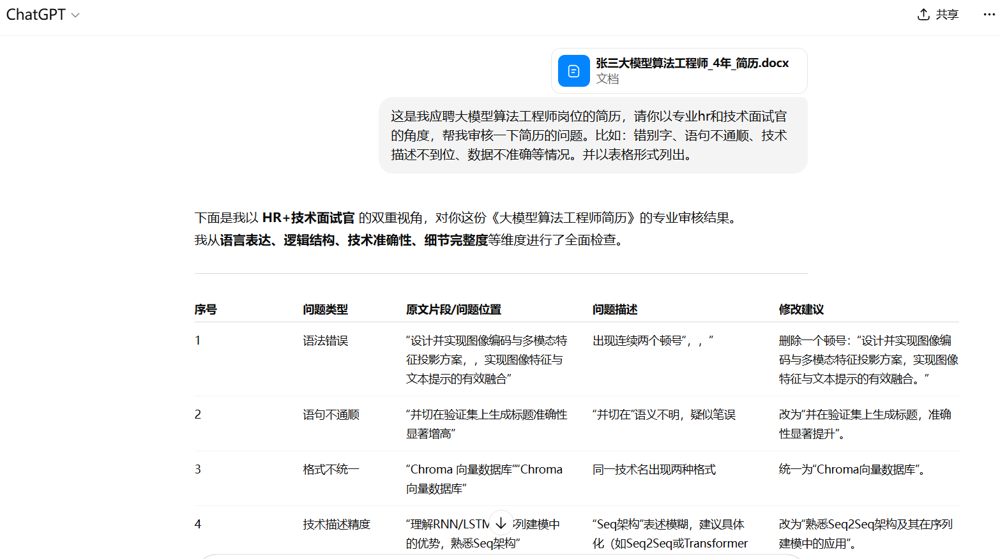 ChatGPT
共享
张三大模型算法工程师_4年_简历.docx
文档
这是我应聘大模型算法工程师岗位的简历，请你以专业hr和技术面试官
的角度，帮我审核一下简历的问题。比如：错别字、语句不通顺、技术
描述不到位、数据不准确等情况。并以表格形式列出。
下面是我以 HR+技术面试官 的双重视角，对你这份《大模型算法工程师简历》的专业审核结果。
我从语言表达、逻辑结构、技术准确性、细节完整度等维度进行了全面检查。
序号 问题类型 原文片段/问题位置 问题描述 修改建议
1 语法错误 “设计并实现图像编码与多模态特 出现连续两个顿号“，，” 删除一个顿号：“设计并实现图像编
征投影方案，，实现图像特征与 码与多模态特征投影方案，实现图像
文本提示的有效融合” 特征与文本提示的有效融合。”
2 语句不通顺 “并切在验证集上生成标题准确性 “并切在”语义不明，疑似笔误 改为“并在验证集上生成标题，准确
显著增高” 性显著提升”。
3 格式不统一 “Chroma 向量数据库”“Chroma 同一技术名出现两种格式 统一为“Chroma向量数据库”。
向量数据库”
4 技术描述精度 “理解RNN/LSTM 列建模中 “Seq架构”表述模糊，建议具体 改为“熟悉Seq2Seq架构及其在序列
的优势，熟悉Seq架构” 化（如Seq2Seq或Transformer 建模中的应用”。